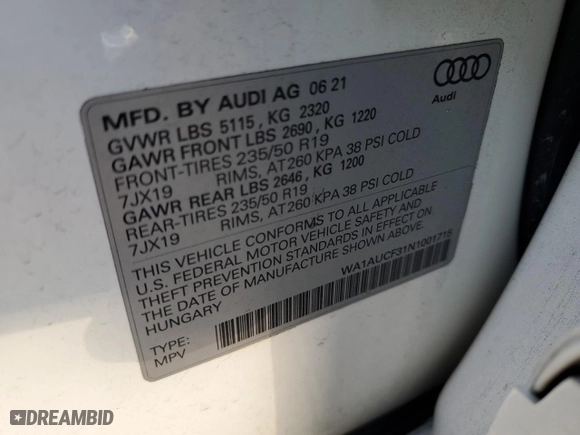 MFD. BY AUDI AG 06 21
GVWR LBS 5115, KG 2320
GAWR FRONT LBS 2690, KG 1220
FRONT-TIRES 235/50 R19
7JX19 RIMS, AT260 KPA 38 PSI COLD
GAWR REAR LBS 2646, KG 1200
REAR-TIRES 235/50 R19
7JX19 RIMS, AT260 KPA 38 PSI COLD
THIS VEHICLE CONFORMS TO ALL APPLICABLE
U.S. FEDERAL MOTOR VEHICLE SAFETY AND
THEFT PREVENTION STANDARDS IN EFFECT ON
THE DATE OF MANUFACTURE SHOWN ABOVE.
HUNGARY WA1AUCF31N1001715
TYPE:
MPV
Audi
DREAMBID